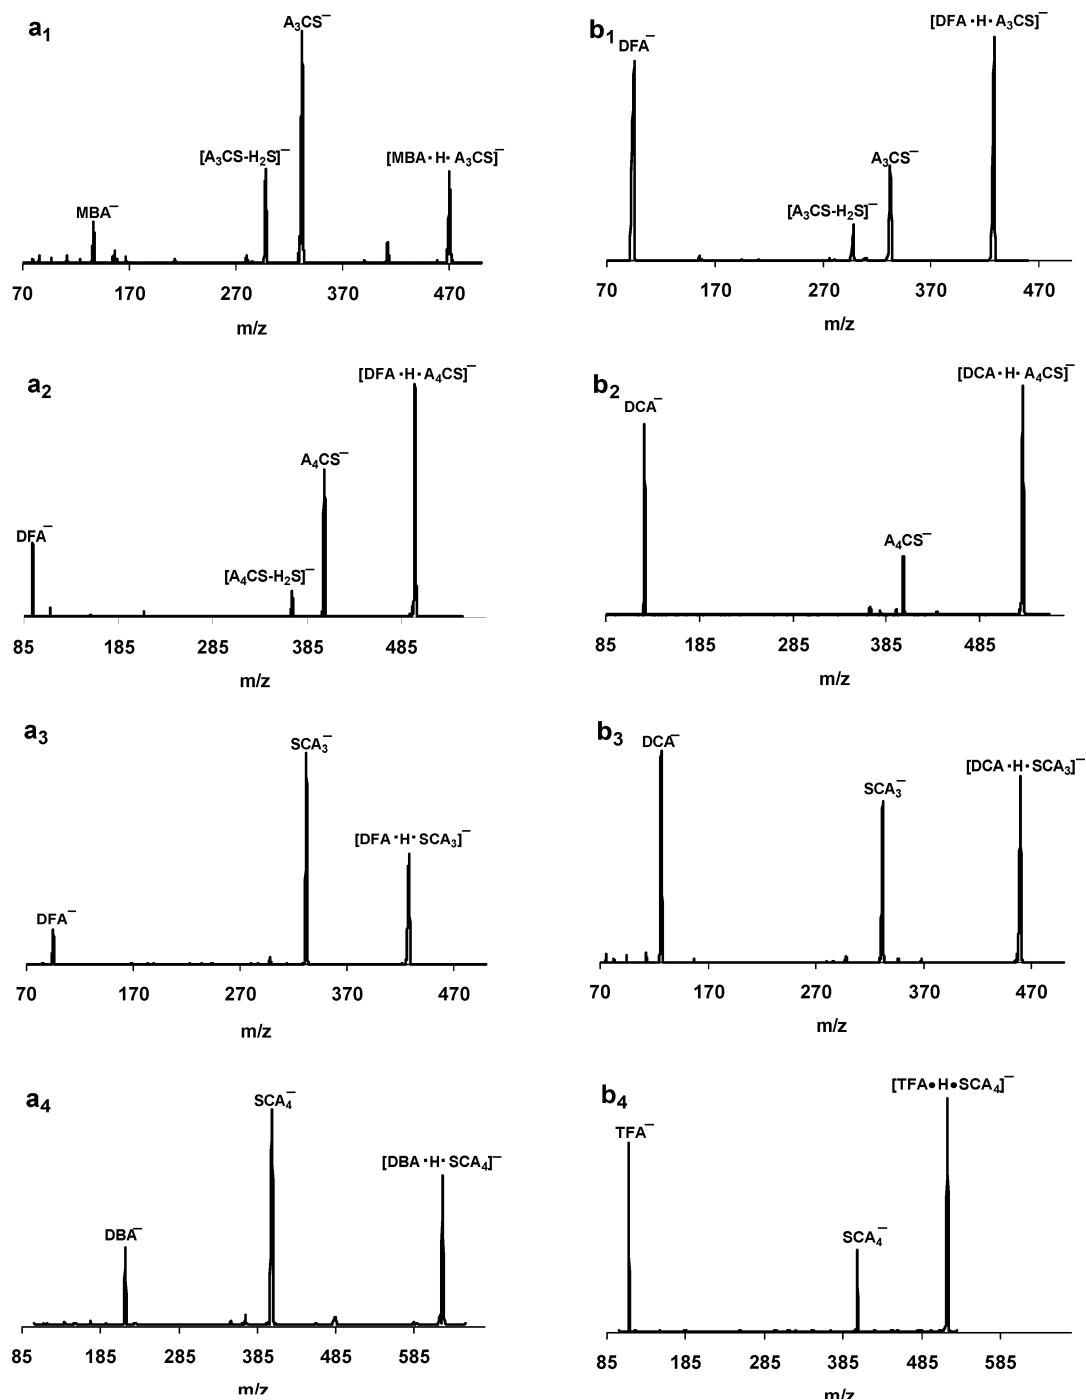 a₁
A₃CS⁻
[A₃CS-H₂S]⁻
[MBA·H·A₃CS]⁻
MBA⁻
70 170 270 370 470
m/z
b₁
DFA⁻
[DFA·H·A₃CS]⁻
A₃CS⁻
[A₃CS-H₂S]⁻
70 170 270 370 470
m/z
a₂
[DFA·H·A₄CS]⁻
A₄CS⁻
DFA⁻
[A₄CS-H₂S]⁻
85 185 285 385 485
m/z
b₂
[DCA·H·A₄CS]⁻
DCA⁻
A₄CS⁻
85 185 285 385 485
m/z
a₃
SCA₃⁻
[DFA·H·SCA₃]⁻
DFA⁻
70 170 270 370 470
m/z
b₃
DCA⁻
[DCA·H·SCA₃]⁻
SCA₃⁻
70 170 270 370 470
m/z
a₄
SCA₄⁻
[DBA·H·SCA₄]⁻
DBA⁻
85 185 285 385 485 585
m/z
b₄
[TFA•H•SCA₄]⁻
TFA⁻
SCA₄⁻
85 185 285 385 485 585
m/z